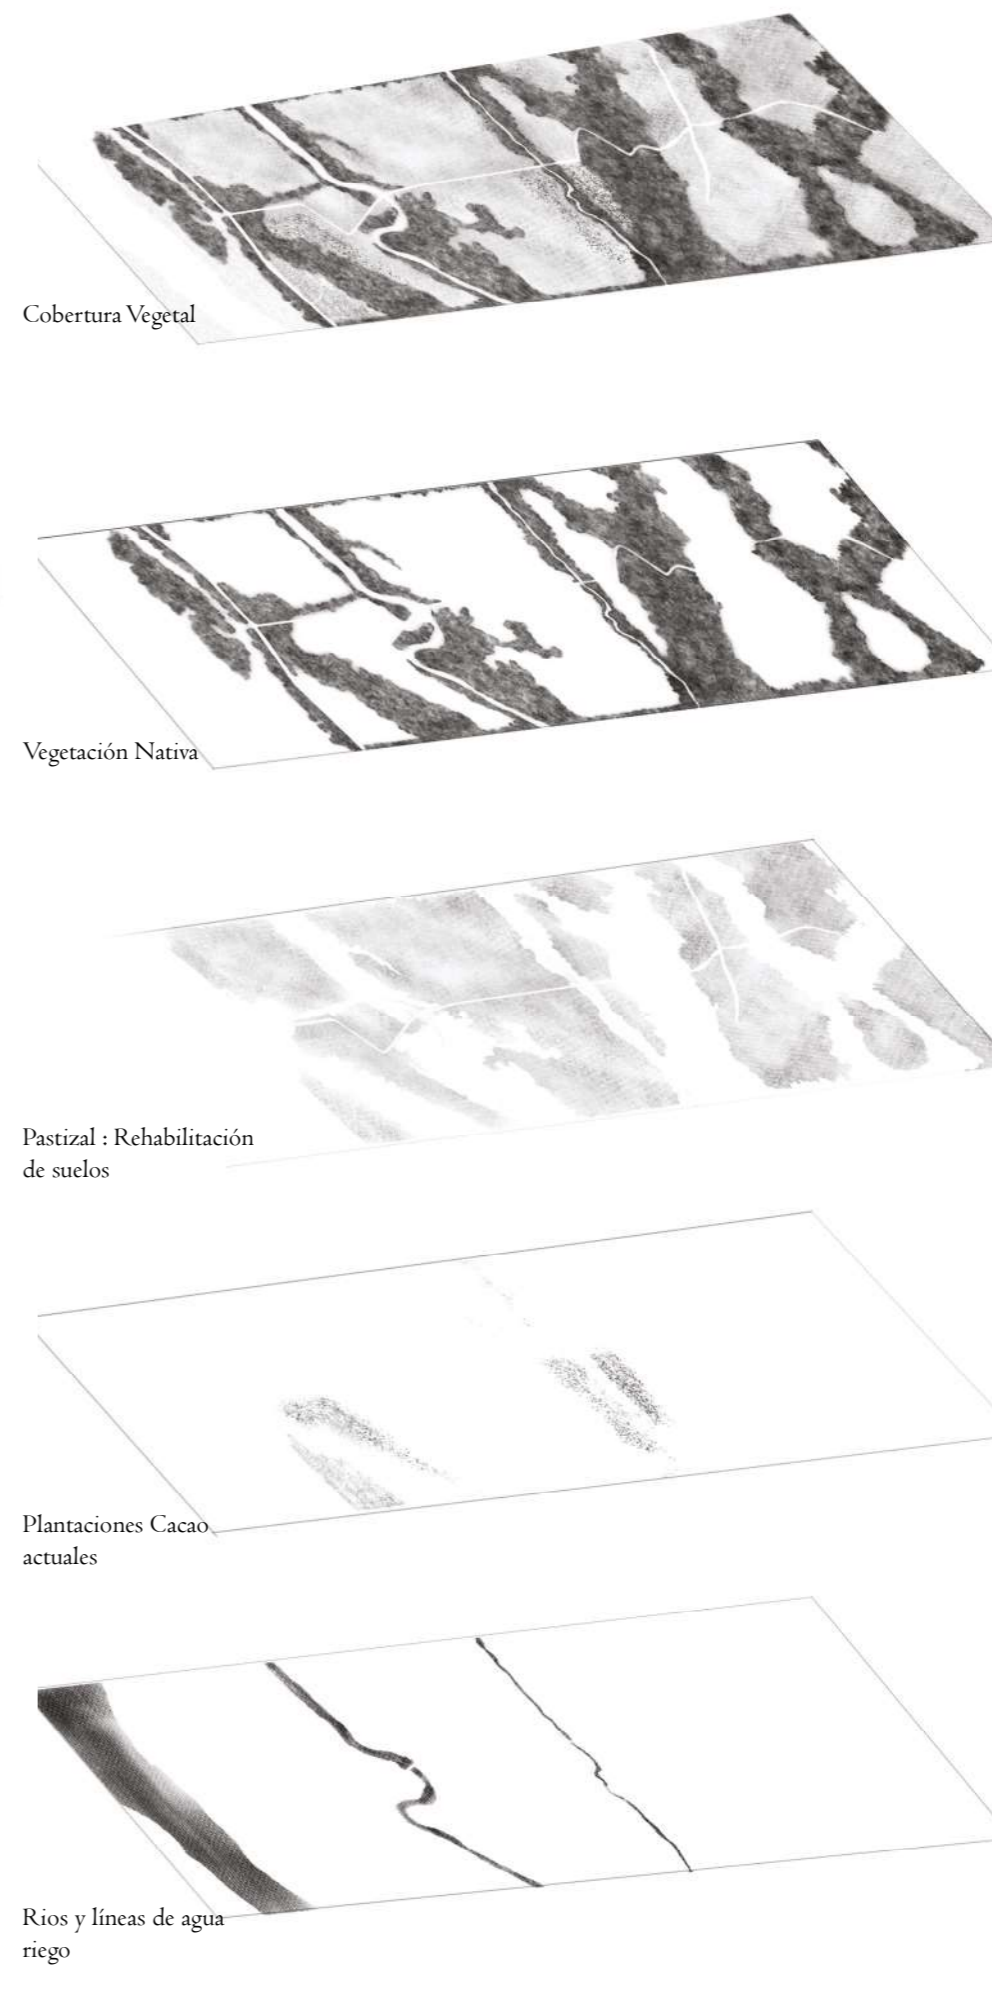 Cobertura Vegetal
Vegetación Nativa
Pastizal : Rehabilitación
de suelos
Plantaciones Cacao
actuales
Rios y líneas de agua
riego